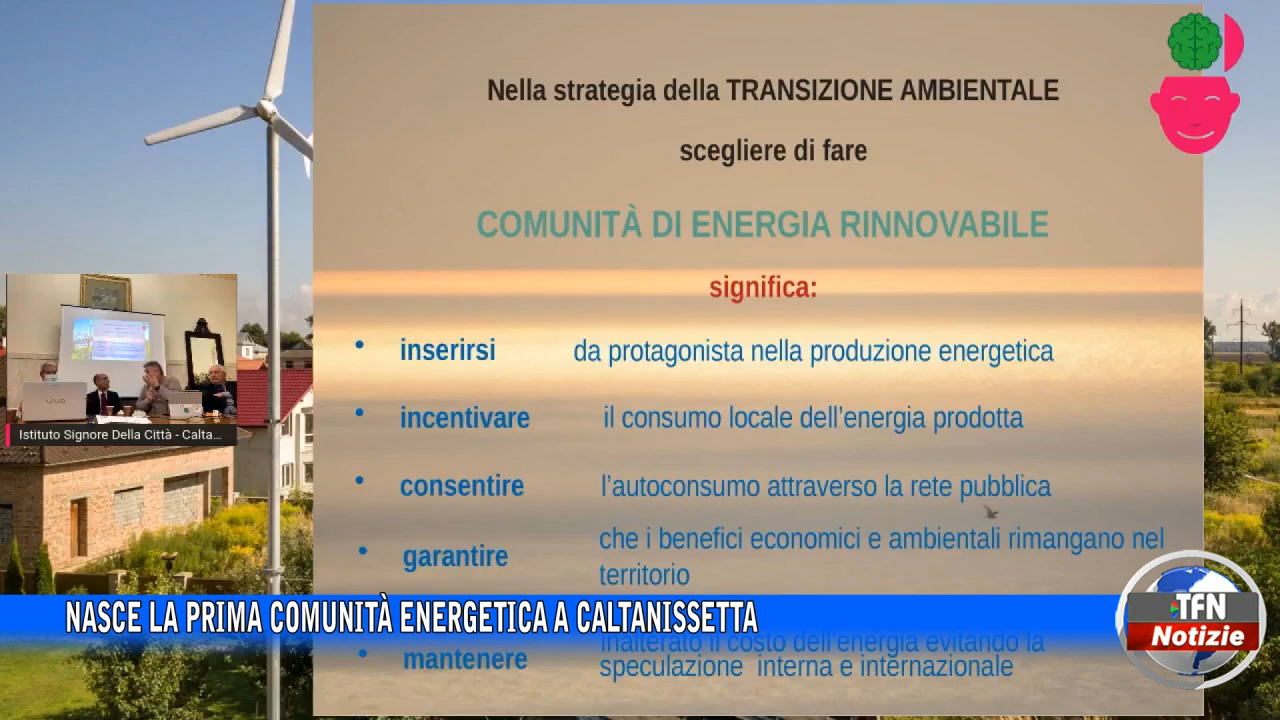 Nella strategia della TRANSIZIONE AMBIENTALE
scegliere di fare
COMUNITÀ DI ENERGIA RINNOVABILE
significa:
• inserirsi da protagonista nella produzione energetica
• incentivare il consumo locale dell’energia prodotta
• consentire l’autoconsumo attraverso la rete pubblica
• garantire che i benefici economici e ambientali rimangano nel
territorio
• mantenere inalterato il costo dell’energia evitando la
speculazione interna e internazionale
VAIO
Istituto Signore Della Città - Calta...
NASCE LA PRIMA COMUNITÀ ENERGETICA A CALTANISSETTA
TFN
Notizie